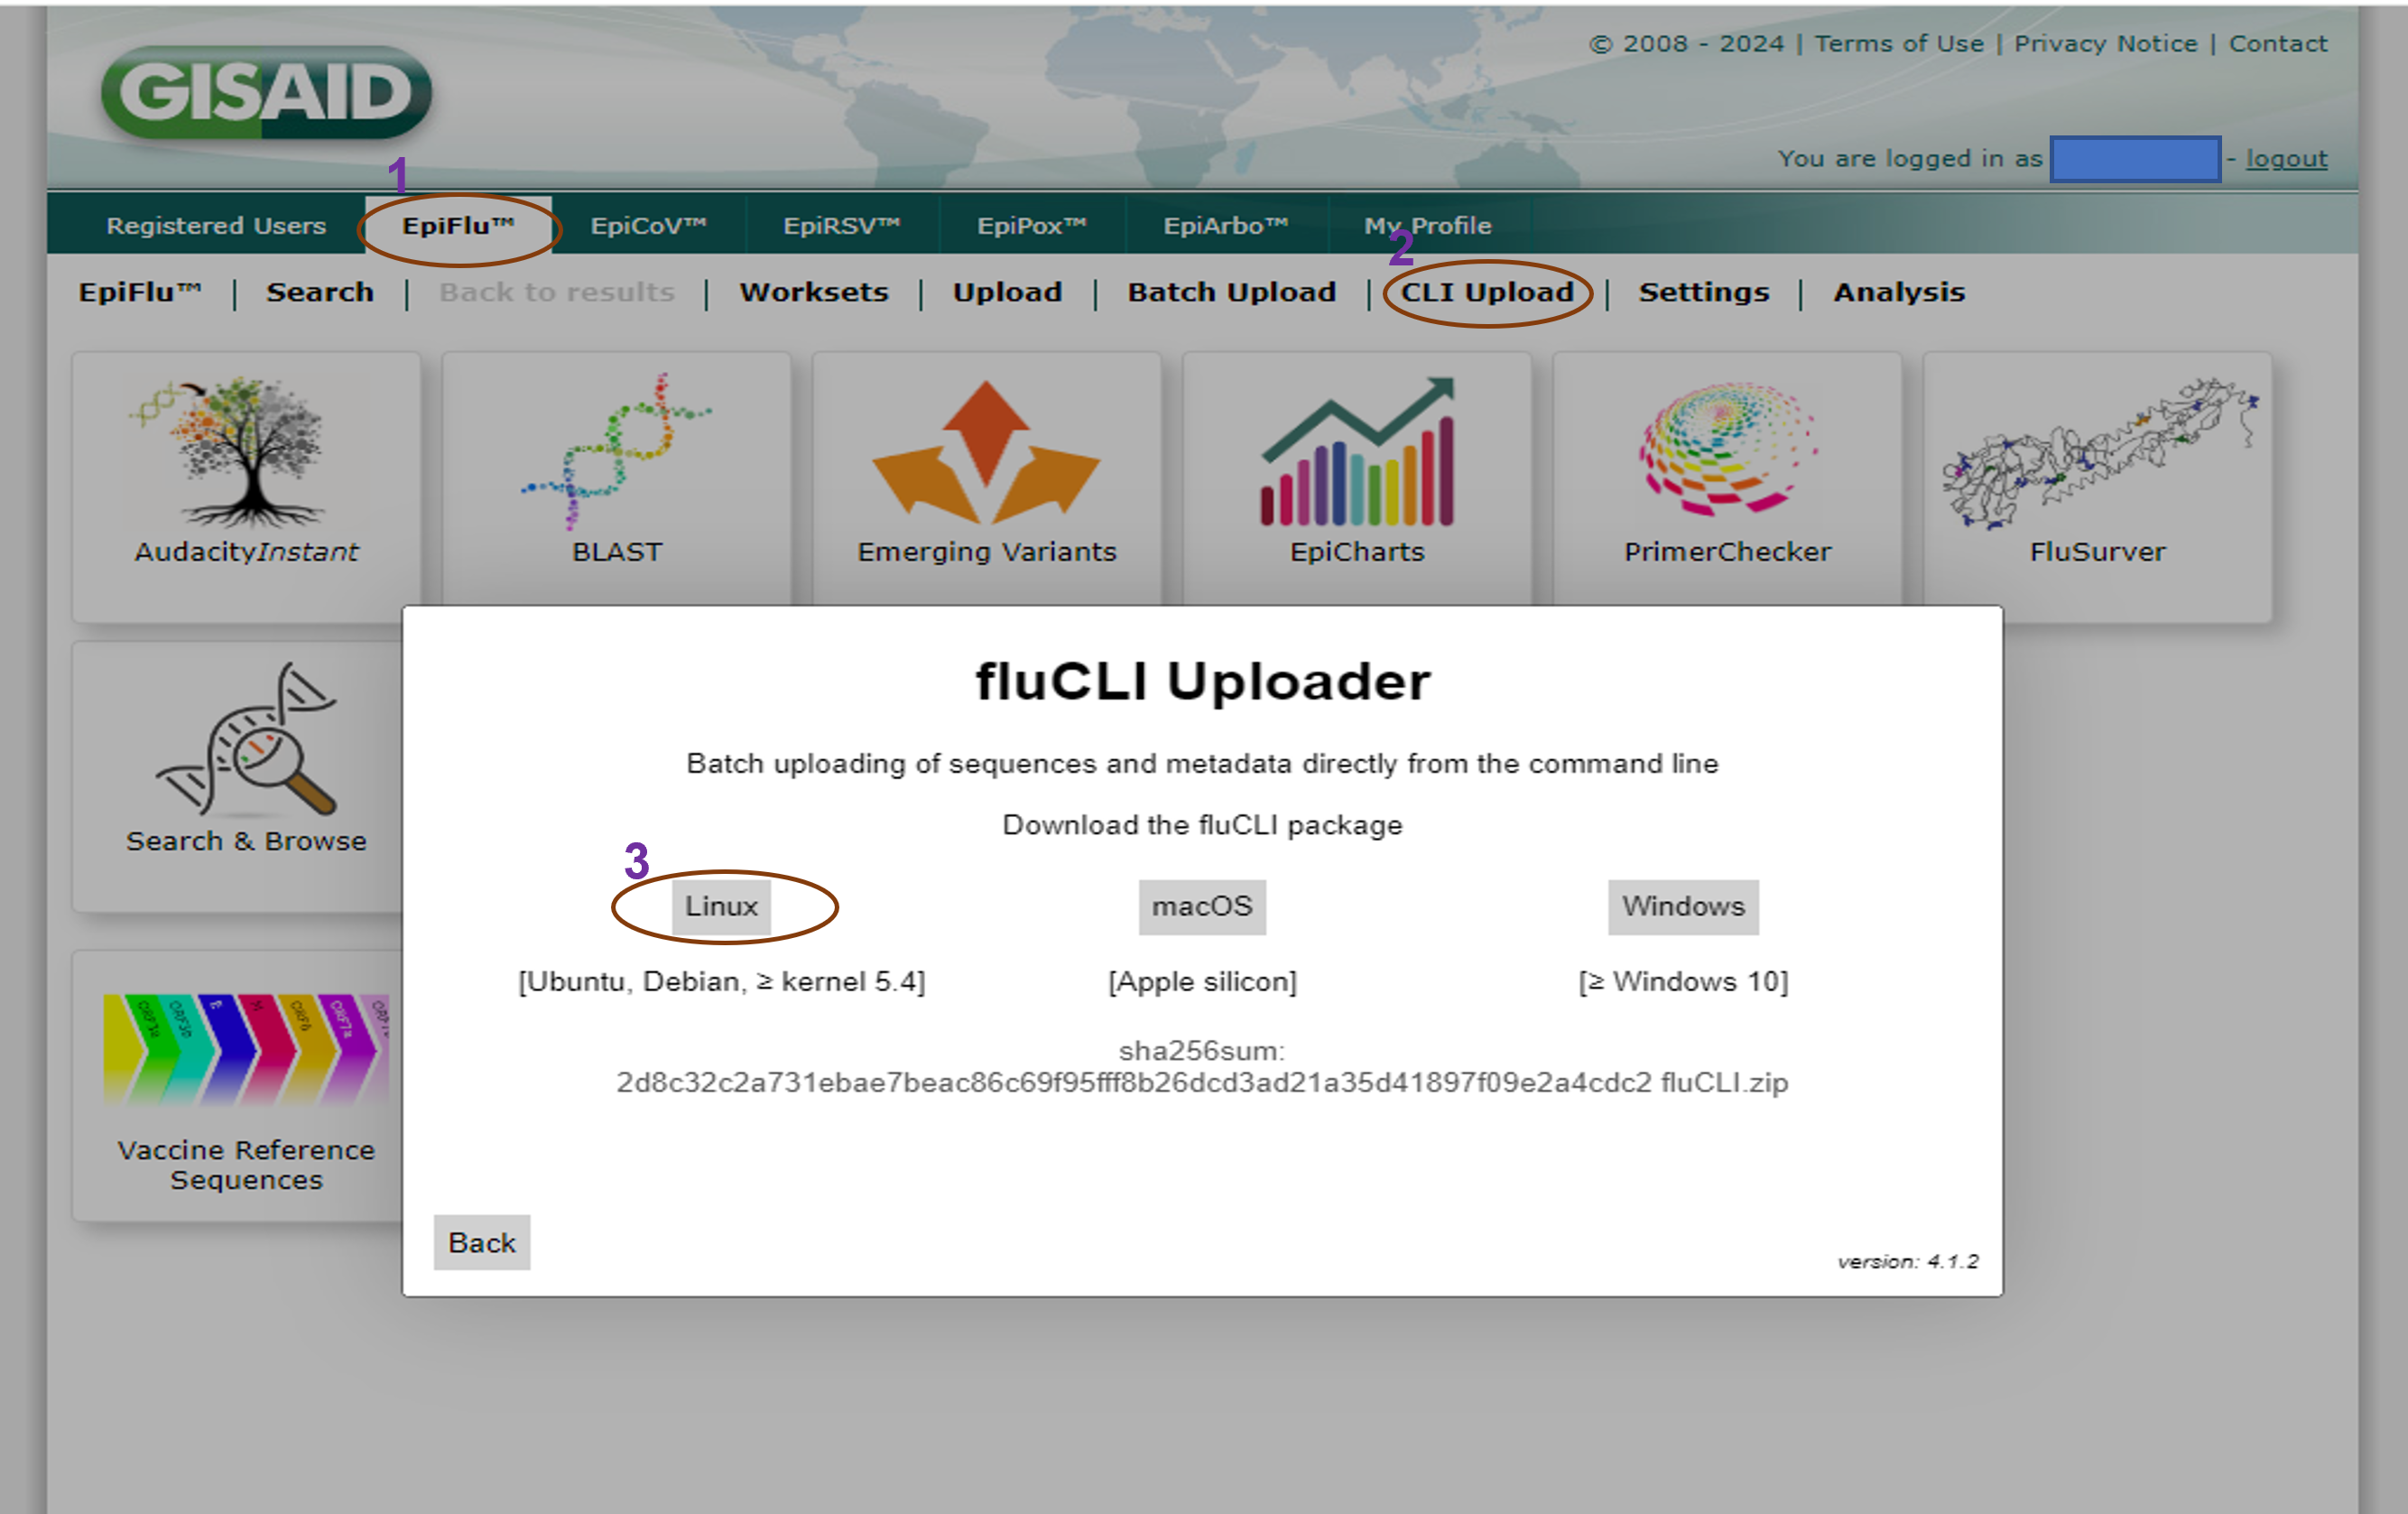 © 2008 - 2024 | Terms of Use | Privacy Notice | Contact
GISAID
You are logged in as - logout
1
Registered Users EpiFlu™ EpiCoV™ EpiRSV™ EpiPox™ EpiArbo™ My Profile
2
EpiFlu™ | Search | Back to results | Worksets | Upload | Batch Upload | CLI Upload | Settings | Analysis
AudacityInstant BLAST Emerging Variants EpiCharts PrimerChecker FluSurver
fluCLI Uploader
Batch uploading of sequences and metadata directly from the command line
Download the fluCLI package
Search & Browse
3
Linux macOS Windows
[Ubuntu, Debian, ≥ kernel 5.4] [Apple silicon] [≥ Windows 10]
sha256sum:
2d8c32c2a731ebae7beac86c69f95fff8b26dcd3ad21a35d41897f09e2a4cdc2 fluCLI.zip
ORF3a E M ORF6 ORF7a
Vaccine Reference
Sequences
Back
version: 4.1.2